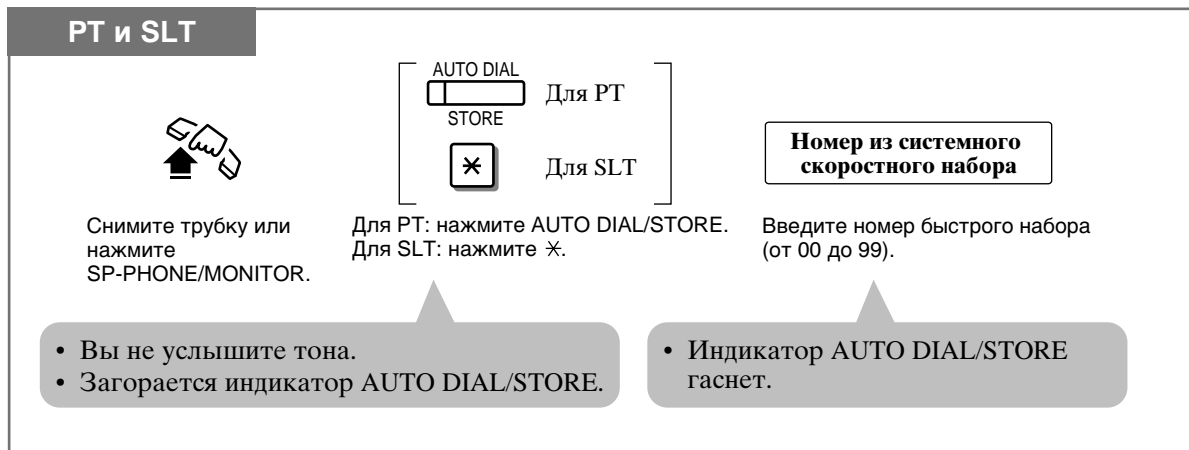 PT и SLT
AUTO DIAL
Для PT
STORE
Для SLT
Номер из системного
скоростного набора
Снимите трубку или
нажмите
SP-PHONE/MONITOR.
Для PT: нажмите AUTO DIAL/STORE.
Для SLT: нажмите ✳.
Введите номер быстрого набора
(от 00 до 99).
• Вы не услышите тона.
• Загорается индикатор AUTO DIAL/STORE.
• Индикатор AUTO DIAL/STORE
гаснет.